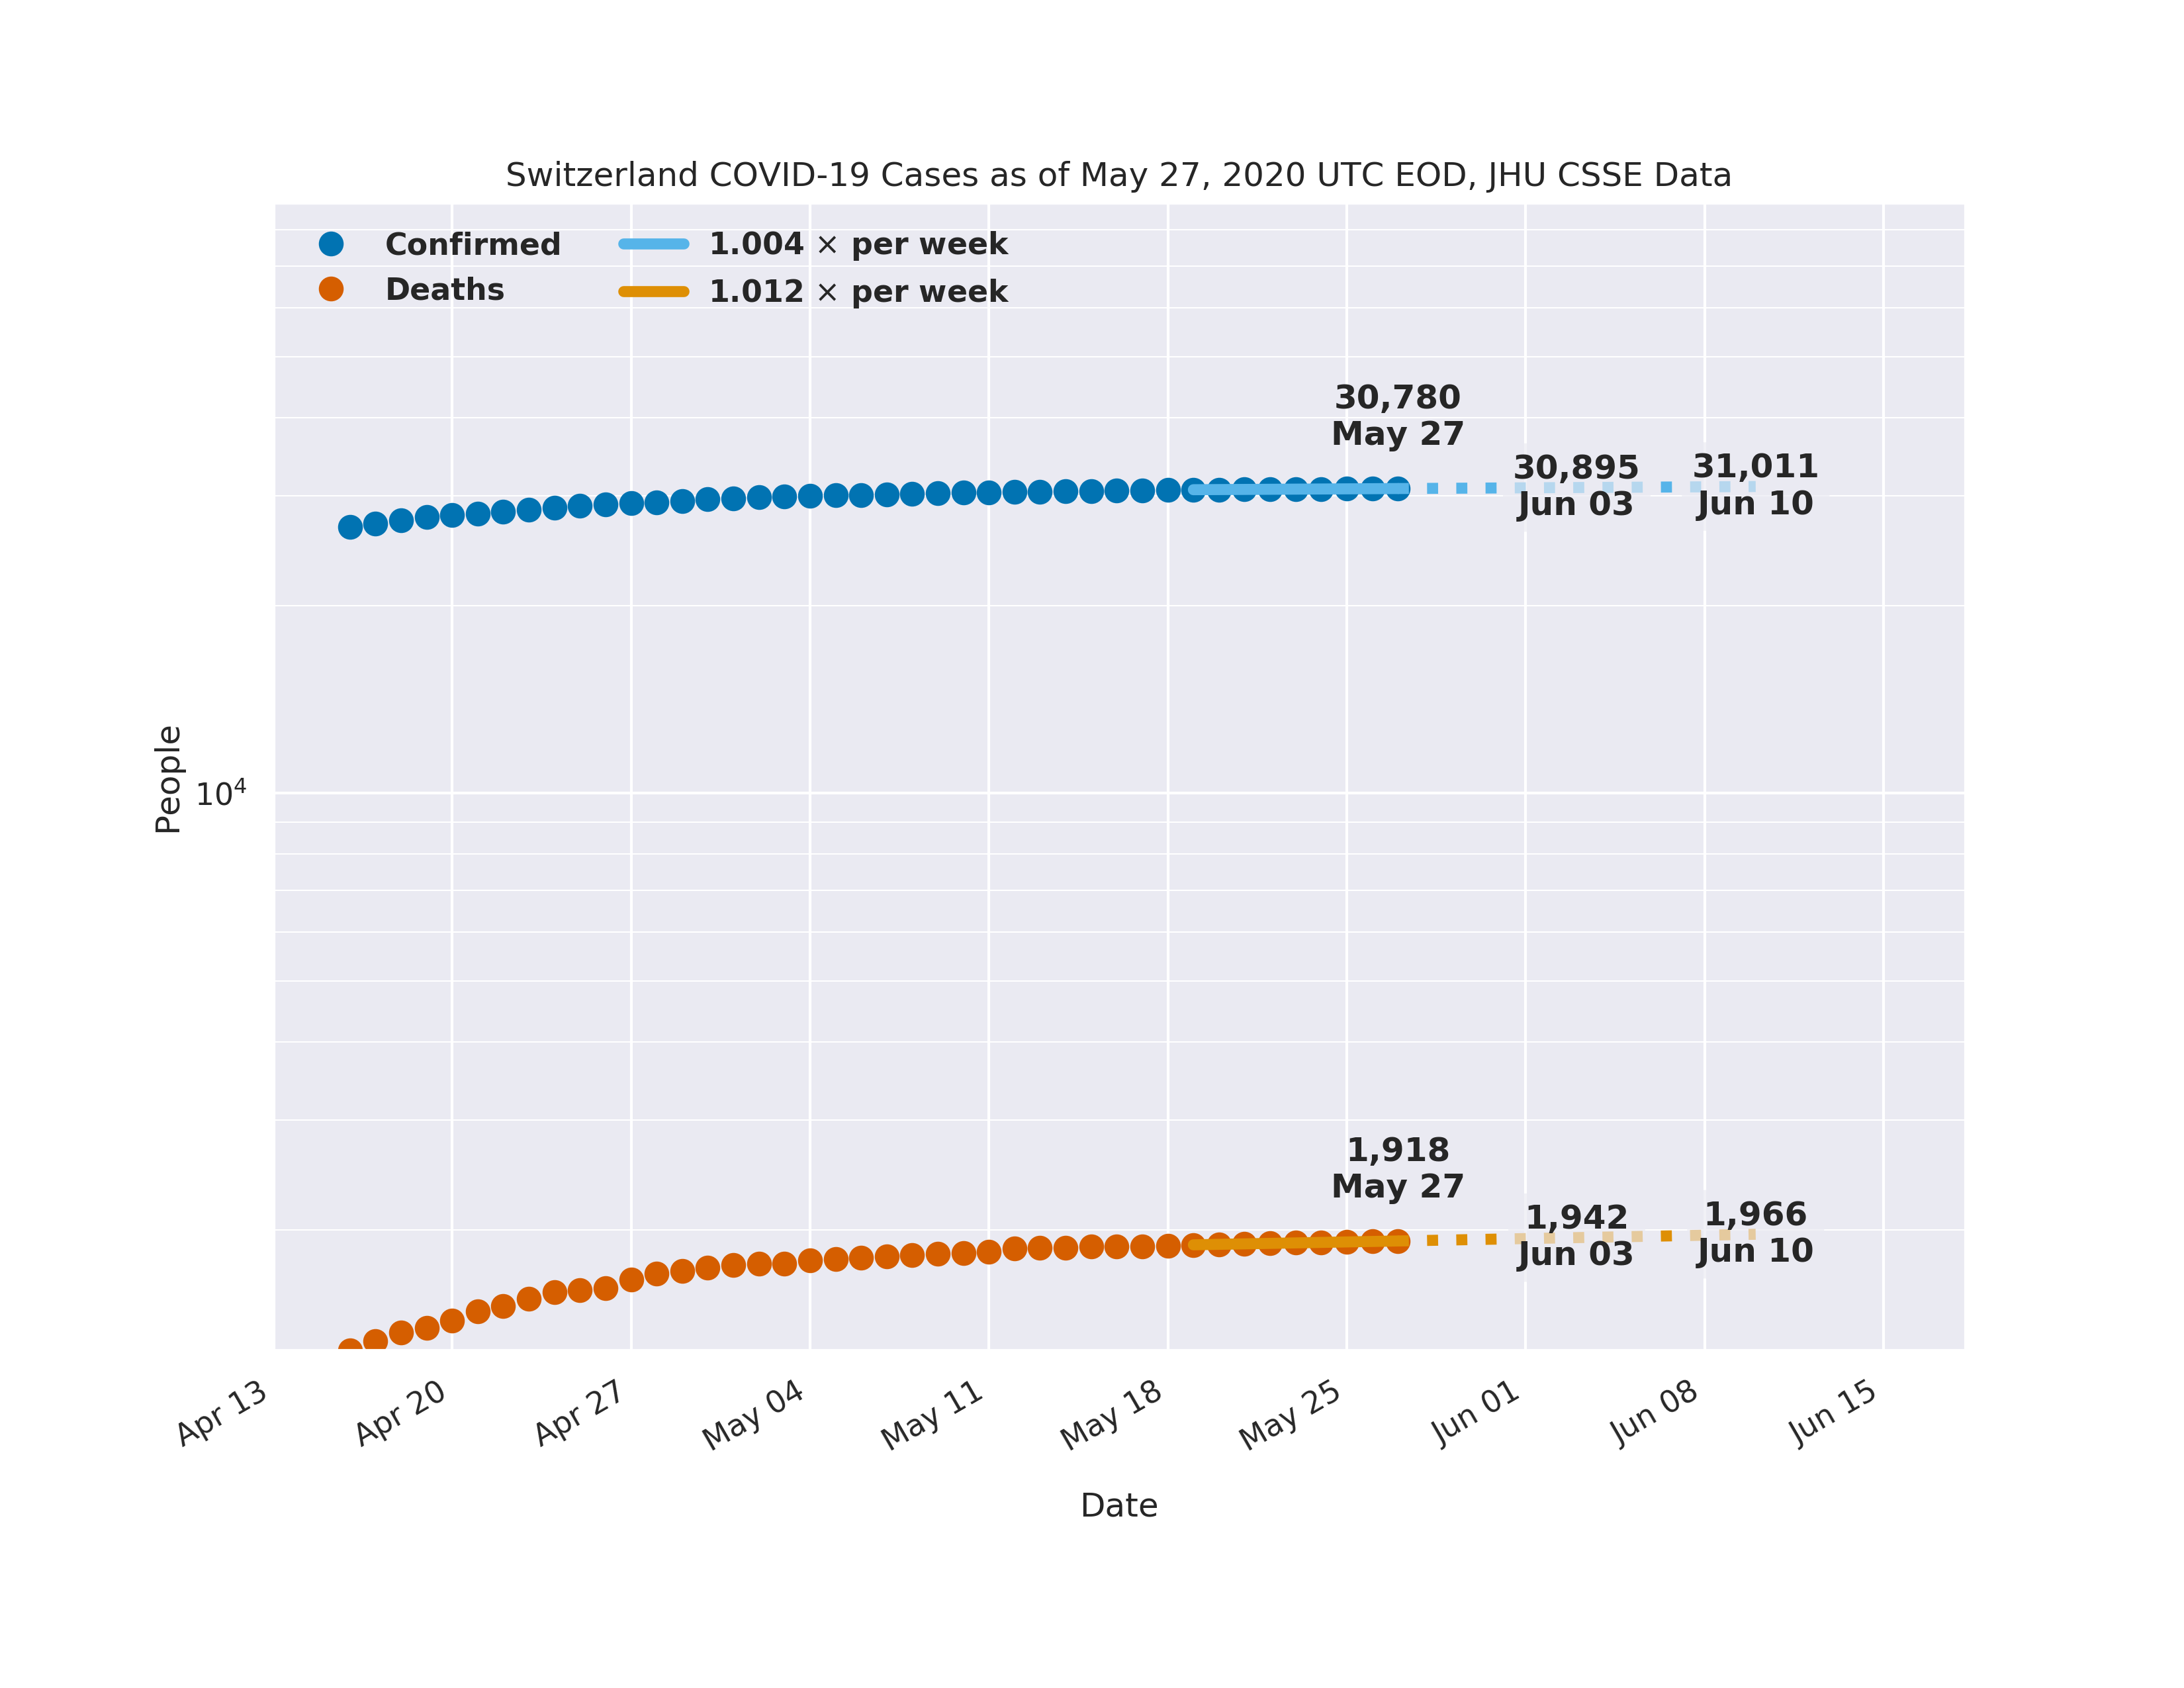 Switzerland COVID-19 Cases as of May 27, 2020 UTC EOD, JHU CSSE Data
Confirmed
Deaths
1.004 × per week
1.012 × per week
30,780
May 27
30,895
Jun 03
31,011
Jun 10
People
10⁴
1,918
May 27
1,942
Jun 03
1,966
Jun 10
Apr 13
Apr 20
Apr 27
May 04
May 11
May 18
May 25
Jun 01
Jun 08
Jun 15
Date